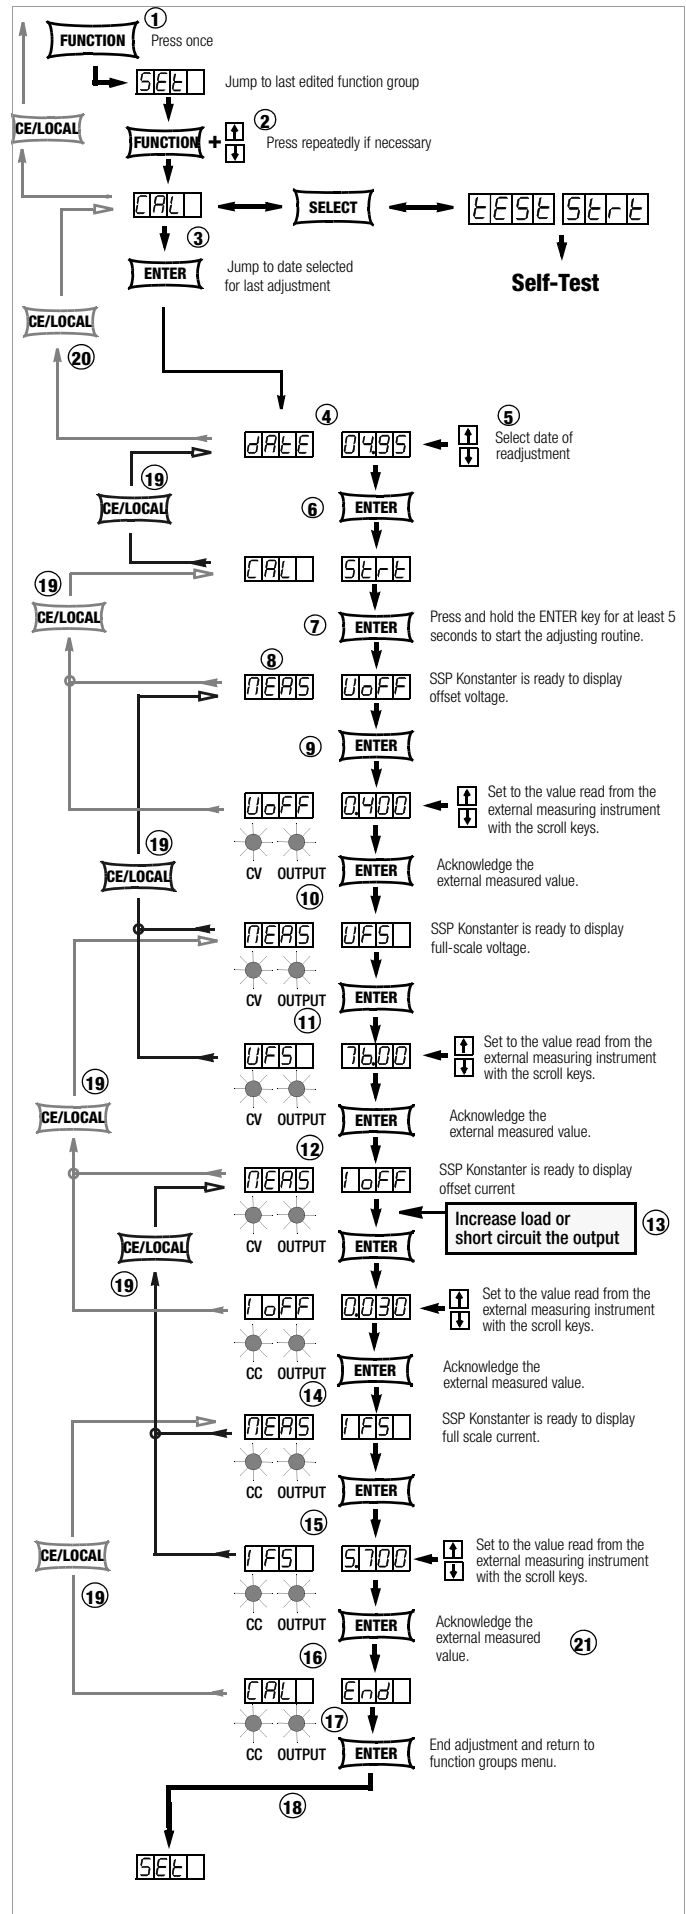 1
FUNCTION
Press once
SEt
Jump to last edited function group
CE/LOCAL
2
FUNCTION +
Press repeatedly if necessary
CAL
SELECT
tESt Strt
3
ENTER
Jump to date selected
for last adjustment
Self-Test
CE/LOCAL
20
4
5
dAtE 04.95
Select date of
readjustment
19
CE/LOCAL
6
ENTER
CAL Strt
19
CE/LOCAL
7
ENTER
Press and hold the ENTER key for at least 5
seconds to start the adjusting routine.
8
MEAS UoFF
SSP Konstanter is ready to display
offset voltage.
9
ENTER
UoFF 0.400
Set to the value read from the
external measuring instrument
with the scroll keys.
19
CE/LOCAL
CV OUTPUT
10
ENTER
Acknowledge the
external measured value.
MEAS UFS
SSP Konstanter is ready to display
full-scale voltage.
CV OUTPUT
11
ENTER
UFS 76.00
Set to the value read from the
external measuring instrument
with the scroll keys.
19
CE/LOCAL
CV OUTPUT
ENTER
Acknowledge the
external measured value.
12
MEAS IoFF
SSP Konstanter is ready to display
offset current
Increase load or
short circuit the output
13
CV OUTPUT
ENTER
CE/LOCAL
19
IoFF 0.030
Set to the value read from the
external measuring instrument
with the scroll keys.
CC OUTPUT
14
ENTER
Acknowledge the
external measured value.
MEAS IFS
SSP Konstanter is ready to display
full scale current.
CC OUTPUT
ENTER
15
IFS 5.700
Set to the value read from the
external measuring instrument
with the scroll keys.
CE/LOCAL
19
CC OUTPUT
ENTER
Acknowledge the
external measured
value.
21
16
CAL End
17
CC OUTPUT
ENTER
End adjustment and return to
function groups menu.
18
SEt